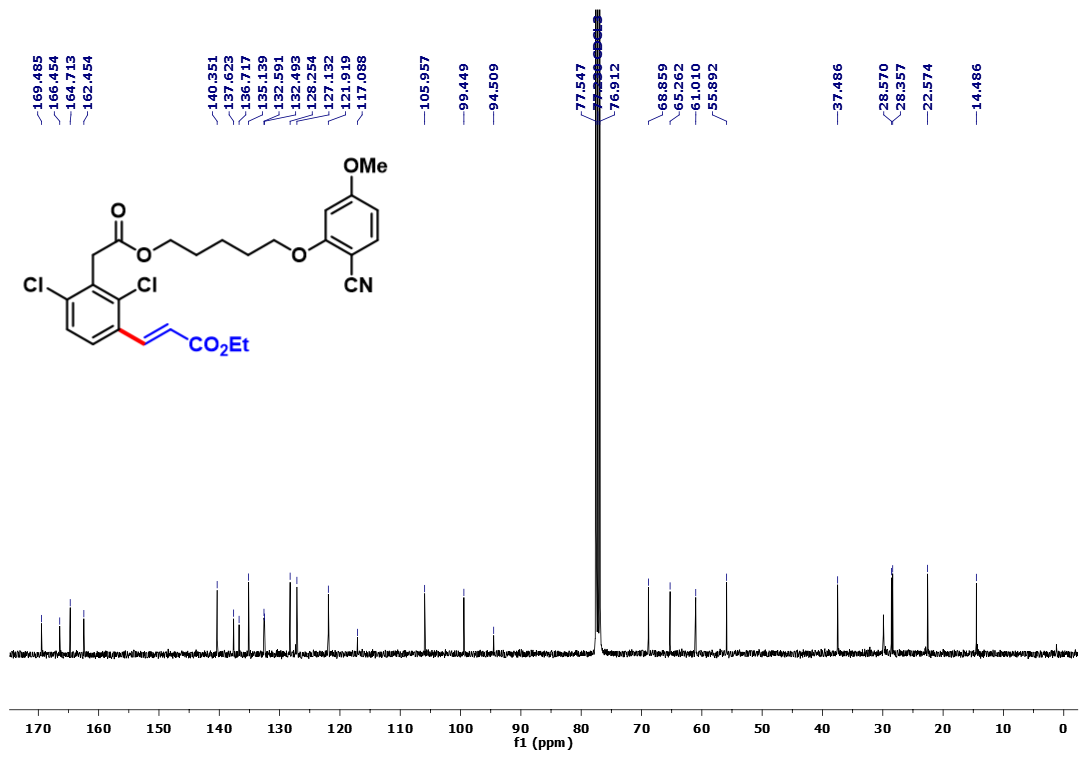 169.485
166.454
164.713
162.454
140.351
137.623
136.717
135.139
132.591
132.493
128.254
127.132
121.919
117.088
105.957
99.449
94.509
77.547
77.230 CDCL3
76.912
68.859
65.262
61.010
55.892
37.486
28.570
28.357
22.574
14.486
OMe
O
O
O
Cl
Cl
CN
CO2Et
170 160 150 140 130 120 110 100 90 80 70 60 50 40 30 20 10 0
f1 (ppm)